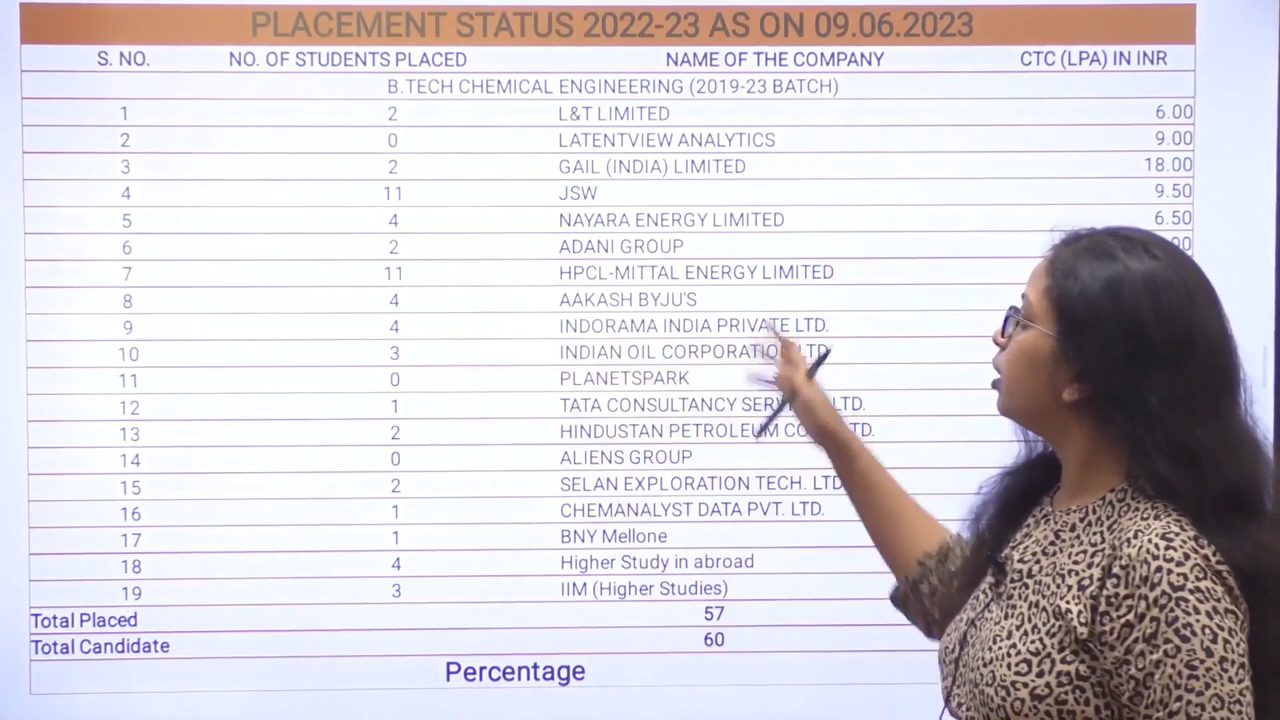 PLACEMENT STATUS 2022-23 AS ON 09.06.2023
S. NO. NO. OF STUDENTS PLACED NAME OF THE COMPANY CTC (LPA) IN INR
B.TECH CHEMICAL ENGINEERING (2019-23 BATCH)
1 2 L&T LIMITED 6.00
2 0 LATENTVIEW ANALYTICS 9.00
3 2 GAIL (INDIA) LIMITED 18.00
4 11 JSW 9.50
5 4 NAYARA ENERGY LIMITED 6.50
6 2 ADANI GROUP
7 11 HPCL-MITTAL ENERGY LIMITED
8 4 AAKASH BYJU'S
9 4 INDORAMA INDIA PRIVATE LTD.
10 3 INDIAN OIL CORPORATION LTD.
11 0 PLANETSPARK
12 1 TATA CONSULTANCY LTD.
13 2 HINDUSTAN PETROLEUM LTD.
14 0 ALIENS GROUP
15 2 SELAN EXPLORATION TECH. LTD
16 1 CHEMANALYST DATA PVT. LTD.
17 1 BNY Mellone
18 4 Higher Study in abroad
19 3 IIM (Higher Studies)
Total Placed 57
Total Candidate 60
Percentage